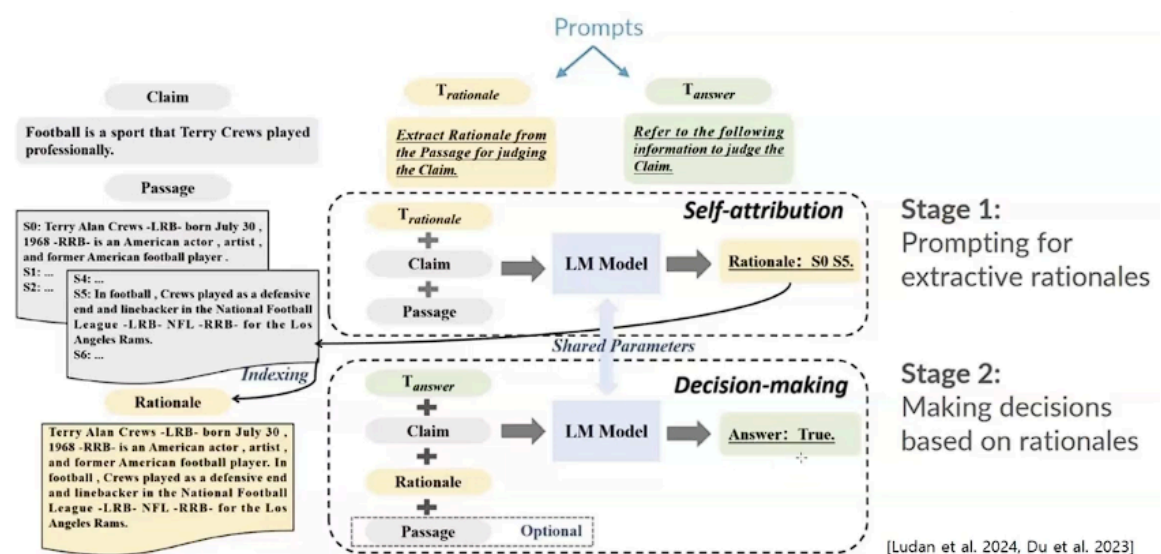 Prompts
Claim
Football is a sport that Terry Crews played
professionally.
Passage
S0: Terry Alan Crews -LRB- born July 30 ,
1968 -RRB- is an American actor , artist ,
and former American football player .
S1: ...
S2: ...
S4: ...
S5: In football , Crews played as a defensive
end and linebacker in the National Football
League -LRB- NFL -RRB- for the Los
Angeles Rams.
S6: ...
Indexing
Rationale
Terry Alan Crews -LRB- born July 30 ,
1968 -RRB- is an American actor , artist ,
and former American football player. In
football , Crews played as a defensive end
and linebacker in the National Football
League -LRB- NFL -RRB- for the Los
Angeles Rams.
Trationale
Extract Rationale from
the Passage for judging
the Claim.
Tanswer
Refer to the following
information to judge the
Claim.
Self-attribution
Trationale
+
Claim
+
Passage
LM Model
Rationale: S0 S5.
Shared Parameters
Decision-making
Tanswer
+
Claim
+
Rationale
+
Passage Optional
LM Model
Answer: True.
Stage 1:
Prompting for
extractive rationales
Stage 2:
Making decisions
based on rationales
[Ludan et al. 2024, Du et al. 2023]